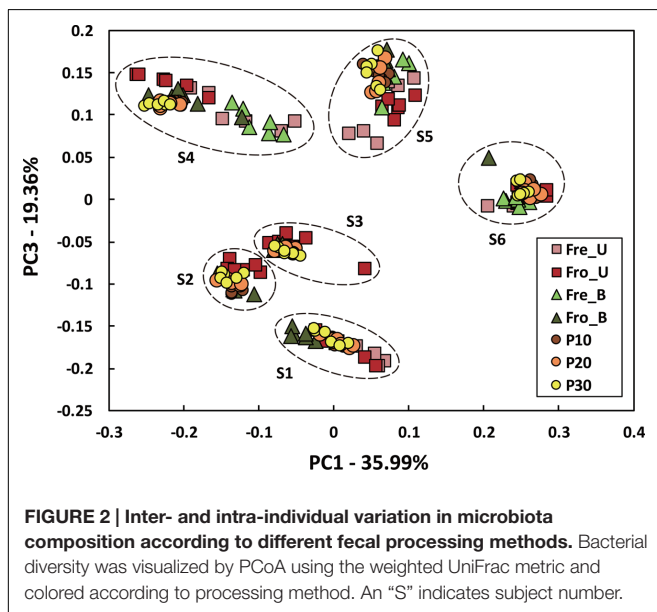 0.2
0.15
0.1
0.05
0
-0.05
-0.1
-0.15
-0.2
-0.25
PC3 - 19.36%
S4
S5
S6
S3
S2
S1
Fre_U
Fro_U
Fre_B
Fro_B
P10
P20
P30
-0.3
-0.2
-0.1
0
0.1
0.2
0.3
0.4
PC1 - 35.99%
FIGURE 2 | Inter- and intra-individual variation in microbiota
composition according to different fecal processing methods. Bacterial
diversity was visualized by PCoA using the weighted UniFrac metric and
colored according to processing method. An “S” indicates subject number.